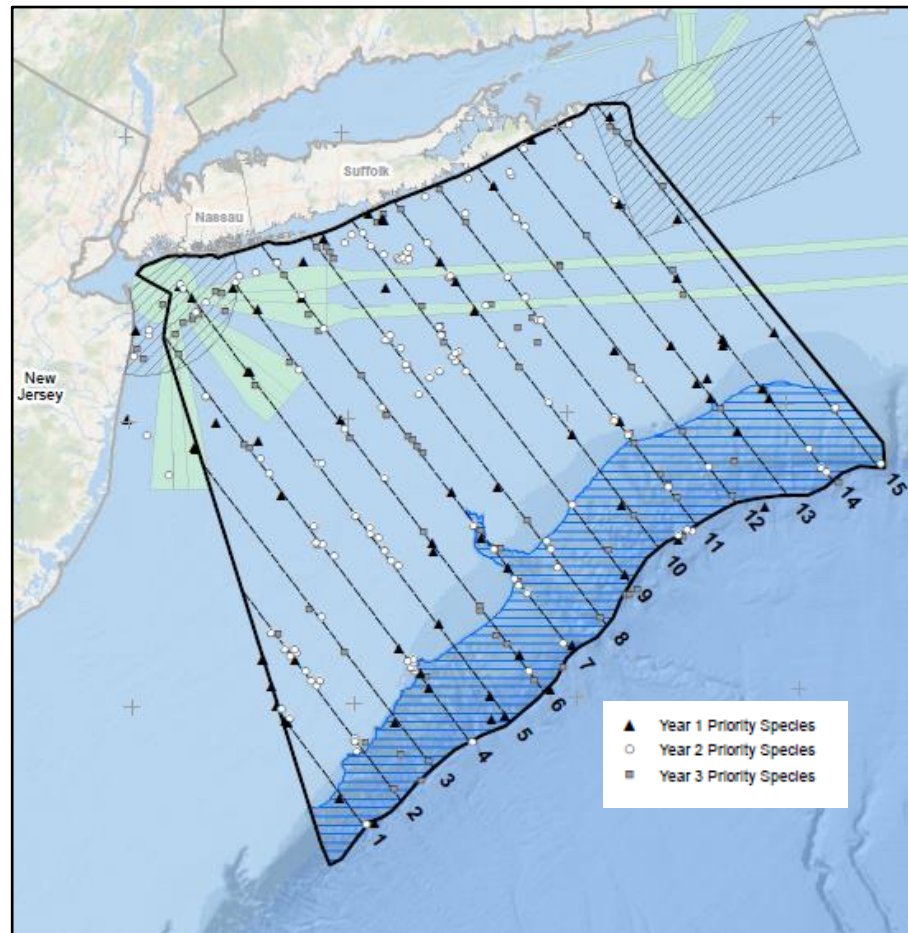 Suffolk
Nassau
New
Jersey
15
14
13
12
11
10
9
8
7
6
5
4
3
2
1
Year 1 Priority Species
Year 2 Priority Species
Year 3 Priority Species